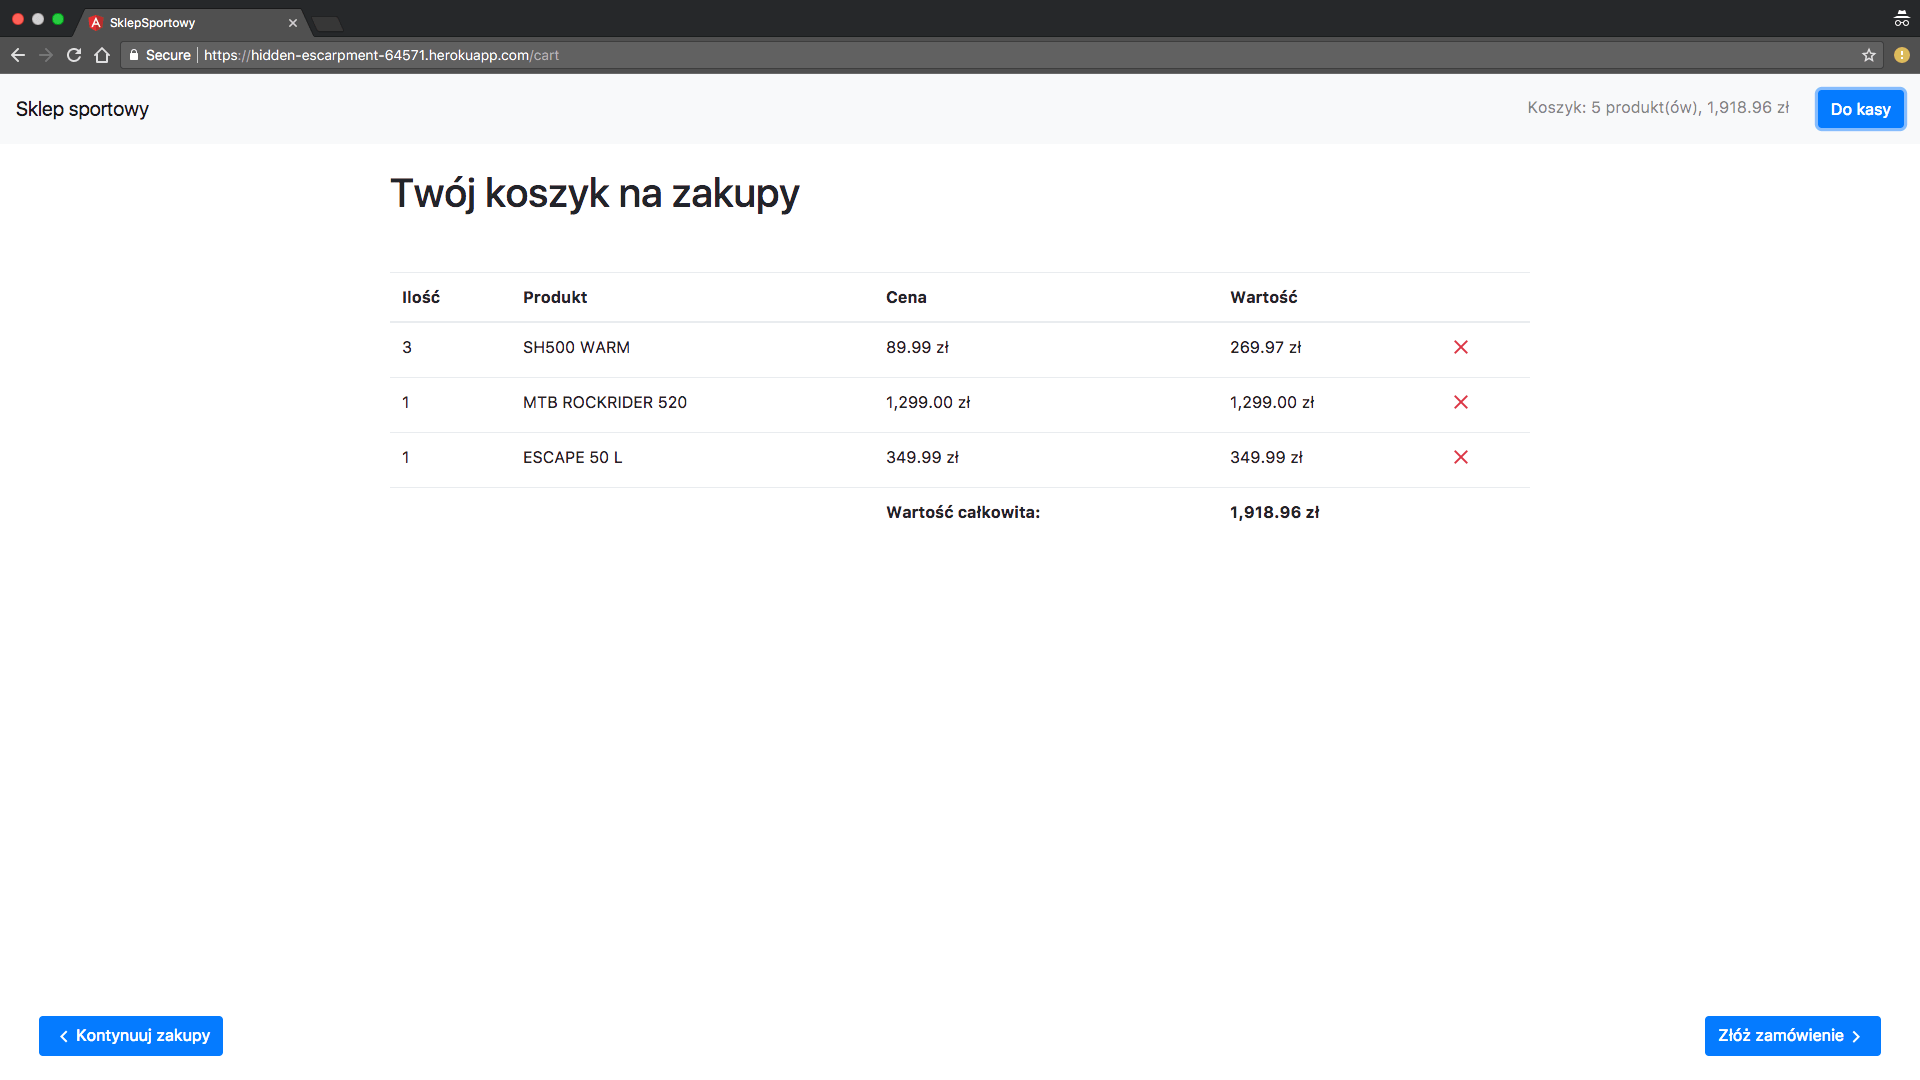 SklepSportowy
Secure https://hidden-escarpment-64571.herokuapp.com/cart
Sklep sportowy Koszyk: 5 produkt(ów), 1,918.96 zł Do kasy
Twój koszyk na zakupy
Ilość Produkt Cena Wartość
3 SH500 WARM 89.99 zł 269.97 zł
1 MTB ROCKRIDER 520 1,299.00 zł 1,299.00 zł
1 ESCAPE 50 L 349.99 zł 349.99 zł
Wartość całkowita: 1,918.96 zł
Kontynuuj zakupy Złóż zamówienie